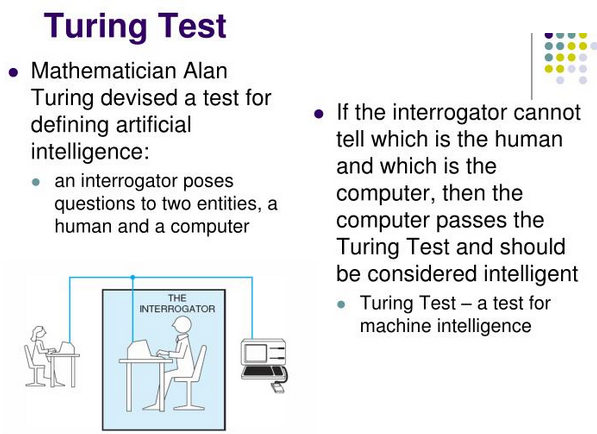 Turing Test
Mathematician Alan
Turing devised a test for
defining artificial
intelligence:
an interrogator poses
questions to two entities, a
human and a computer
THE
INTERROGATOR
If the interrogator cannot
tell which is the human
and which is the
computer, then the
computer passes the
Turing Test and should
be considered intelligent
Turing Test – a test for
machine intelligence